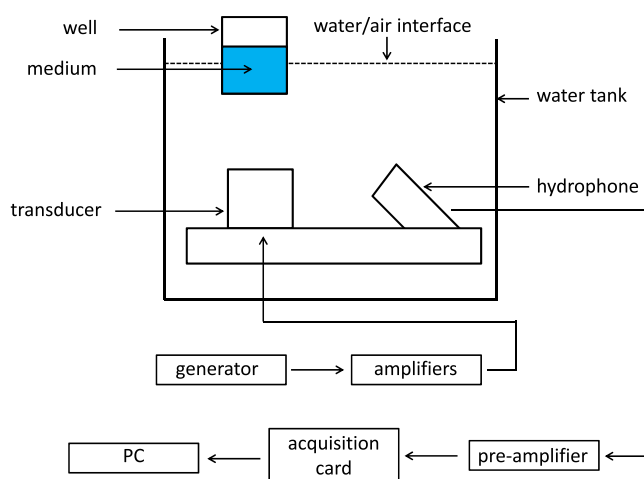 well
water/air interface
medium
water tank
hydrophone
transducer
generator
amplifiers
PC
acquisition
card
pre-amplifier